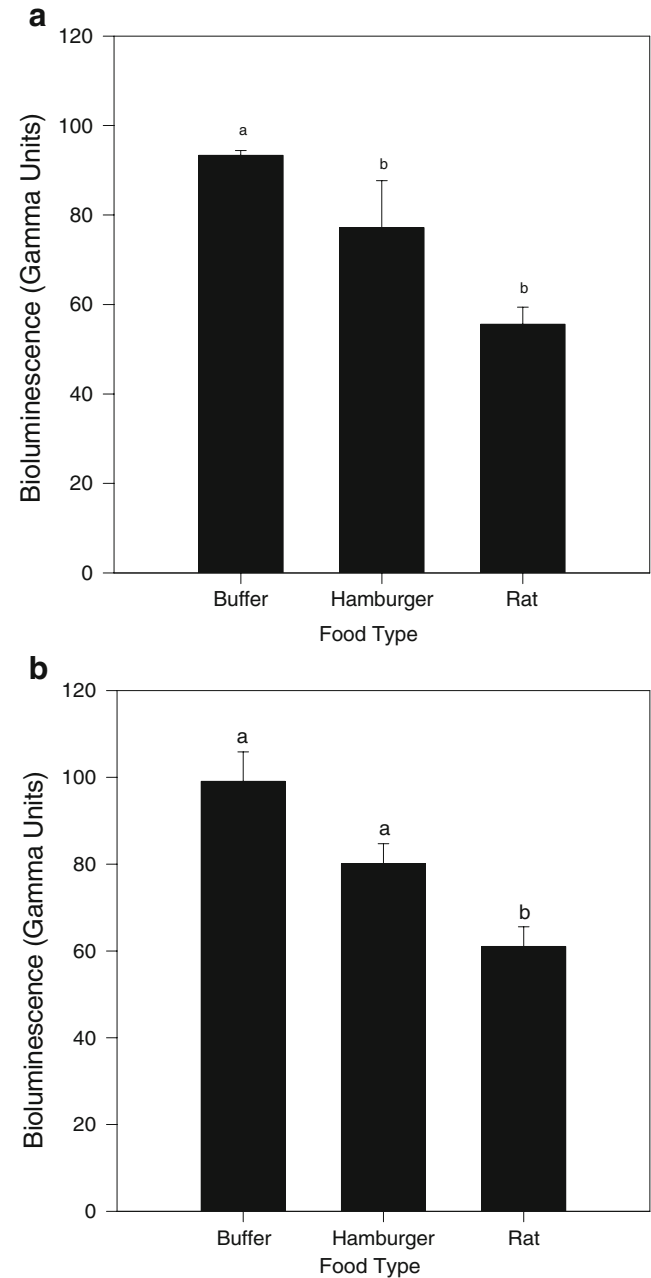 a
120
100
80
60
40
20
0
Bioluminescence (Gamma Units)
a
b
b
Buffer Hamburger Rat
Food Type
b
120
100
80
60
40
20
0
Bioluminescence (Gamma Units)
a
a
b
Buffer Hamburger Rat
Food Type